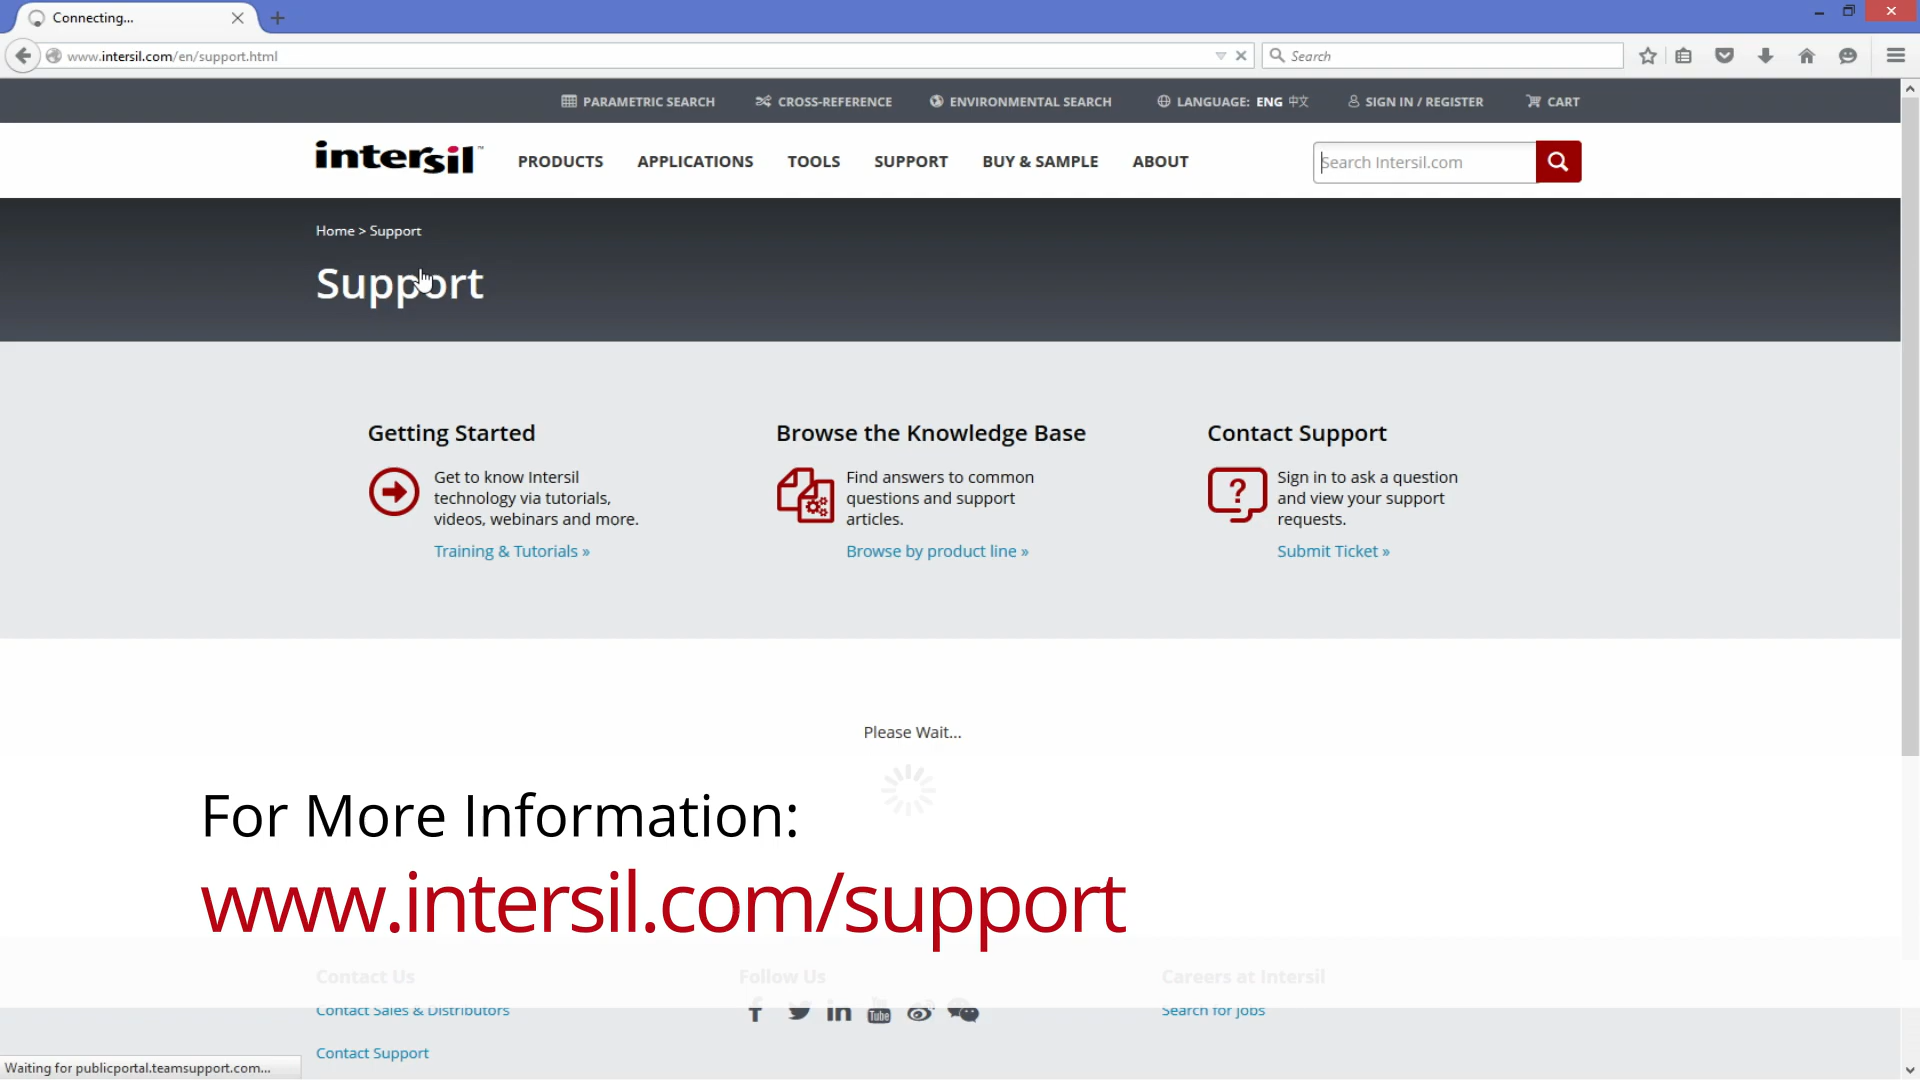 Connecting...
www.intersil.com/en/support.html
Search
PARAMETRIC SEARCH
CROSS-REFERENCE
ENVIRONMENTAL SEARCH
LANGUAGE: ENG 中文
SIGN IN / REGISTER
CART
intersil™
PRODUCTS
APPLICATIONS
TOOLS
SUPPORT
BUY & SAMPLE
ABOUT
Search Intersil.com
Home > Support
Support
Getting Started
Get to know Intersil
technology via tutorials,
videos, webinars and more.
Training & Tutorials »
Browse the Knowledge Base
Find answers to common
questions and support
articles.
Browse by product line »
Contact Support
Sign in to ask a question
and view your support
requests.
Submit Ticket »
Please Wait...
For More Information:
www.intersil.com/support
Contact Us
Follow Us
Careers at Intersil
Contact Sales & Distributors
f
in
You
Tube
Search for jobs
Contact Support
Waiting for publicportal.teamsupport.com...